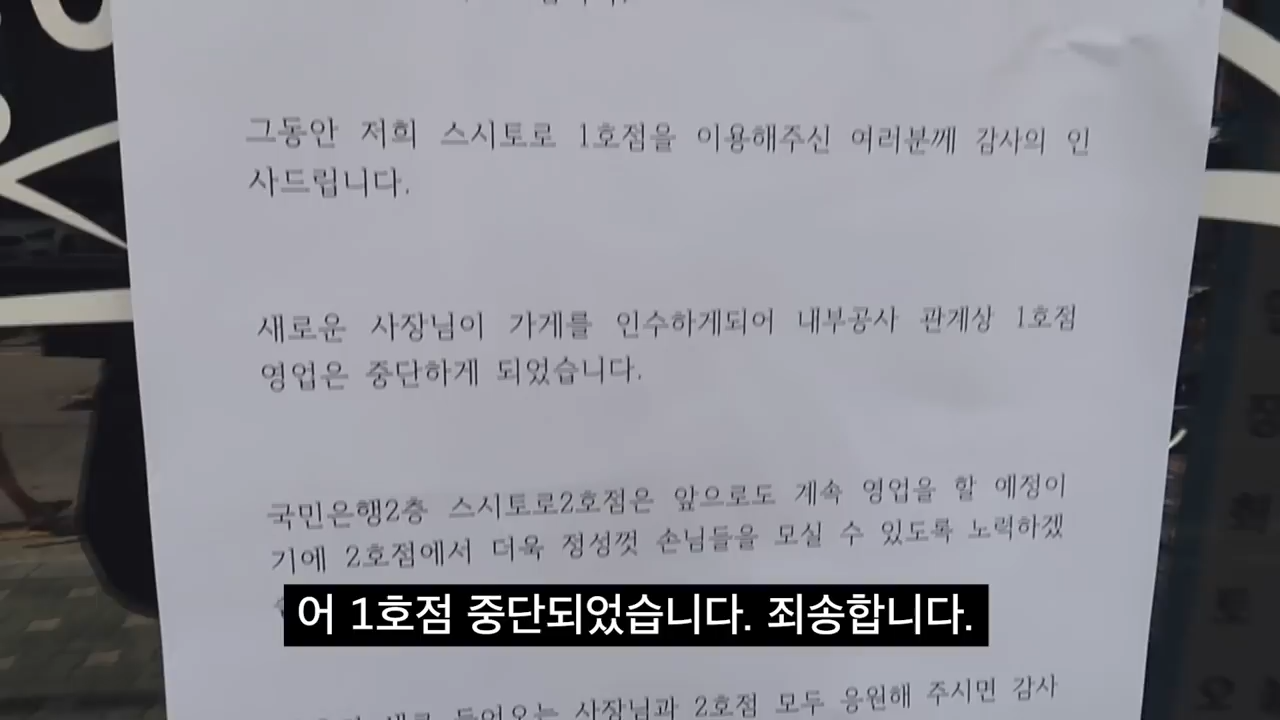 그동안 저희 스시토로 1호점을 이용해주신 여러분께 감사의 인
사드립니다.
새로운 사장님이 가게를 인수하게되어 내부공사 관계상 1호점
영업은 중단하게 되었습니다.
국민은행2층 스시토로2호점은 앞으로도 계속 영업을 할 예정이
기에 2호점에서 더욱 정성껏 손님들을 모실 수 있도록 노력하겠
어 1호점 중단되었습니다. 죄송합니다.
들어오는 사장님과 2호점 모두 응원해 주시면 감사